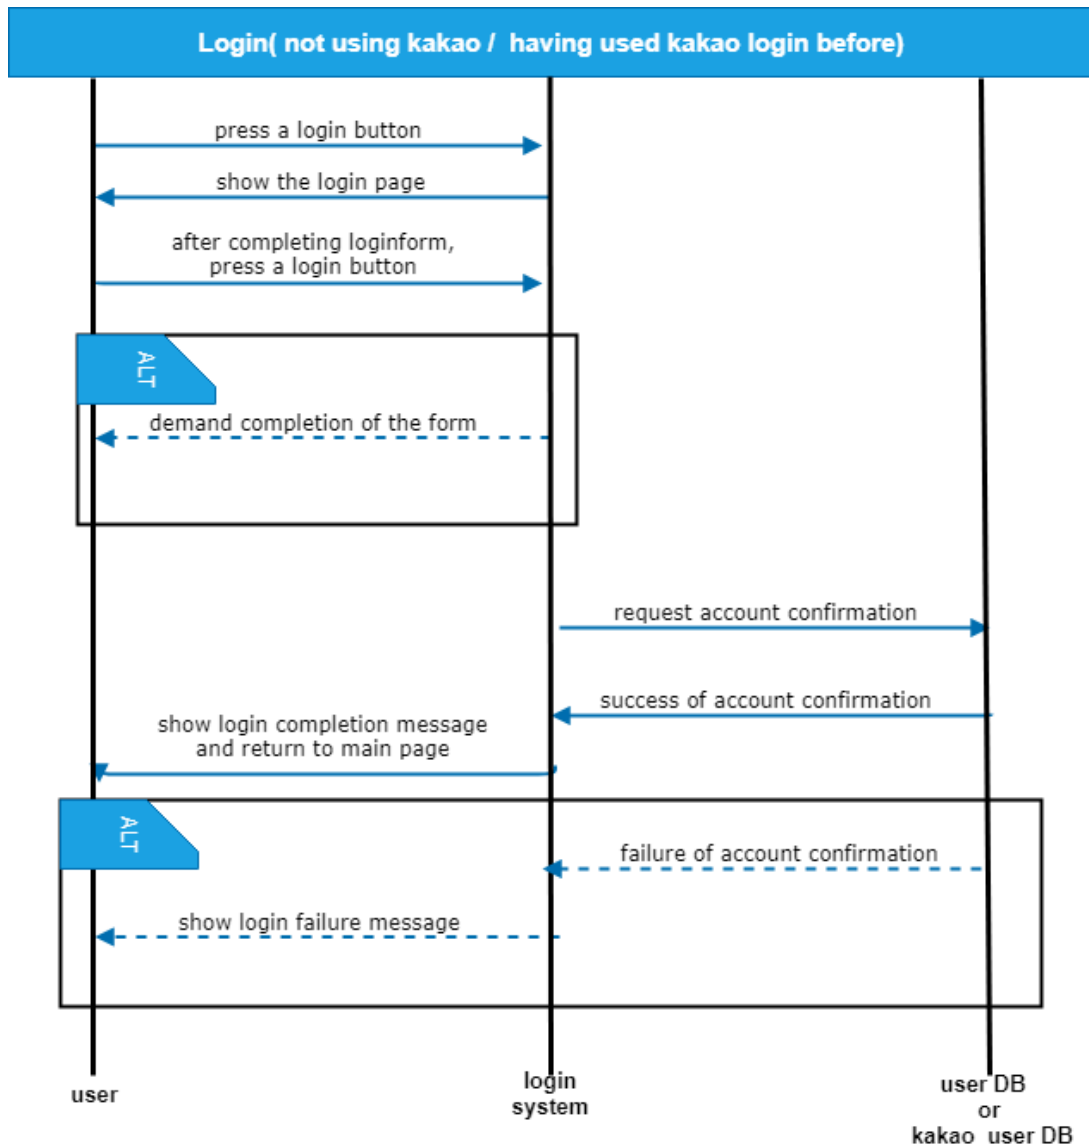 Login( not using kakao /  having used kakao login before)
press a login button
show the login page
after completing loginform,
press a login button
ALT
demand completion of the form
request account confirmation
success of account confirmation
show login completion message
and return to main page
ALT
failure of account confirmation
show login failure message
user
login
system
user DB
or
kakao  user DB